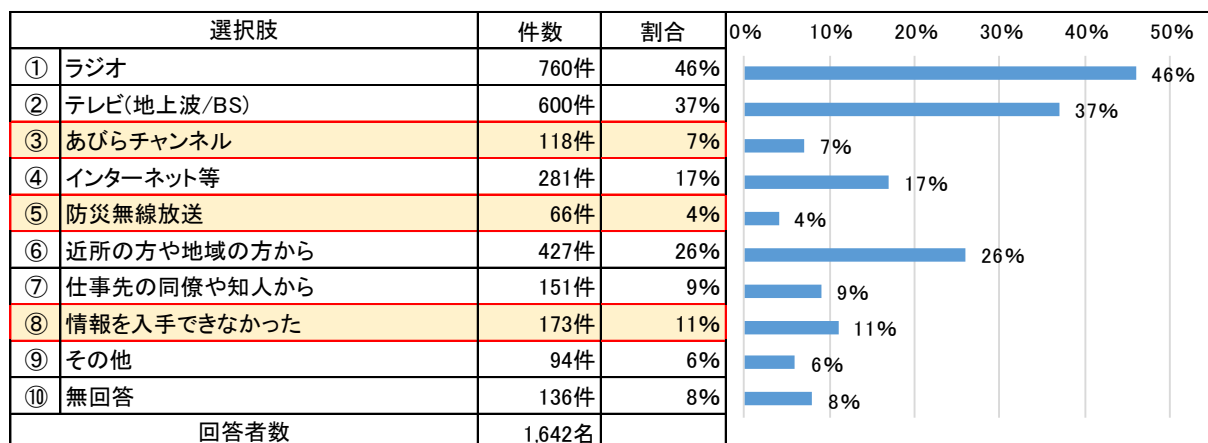 選択肢 件数 割合 0% 10% 20% 30% 40% 50%
① ラジオ 760件 46% 46%
② テレビ(地上波/BS) 600件 37% 37%
③ あびらチャンネル 118件 7% 7%
④ インターネット等 281件 17% 17%
⑤ 防災無線放送 66件 4% 4%
⑥ 近所の方や地域の方から 427件 26% 26%
⑦ 仕事先の同僚や知人から 151件 9% 9%
⑧ 情報を入手できなかった 173件 11% 11%
⑨ その他 94件 6% 6%
⑩ 無回答 136件 8% 8%
回答者数 1,642名